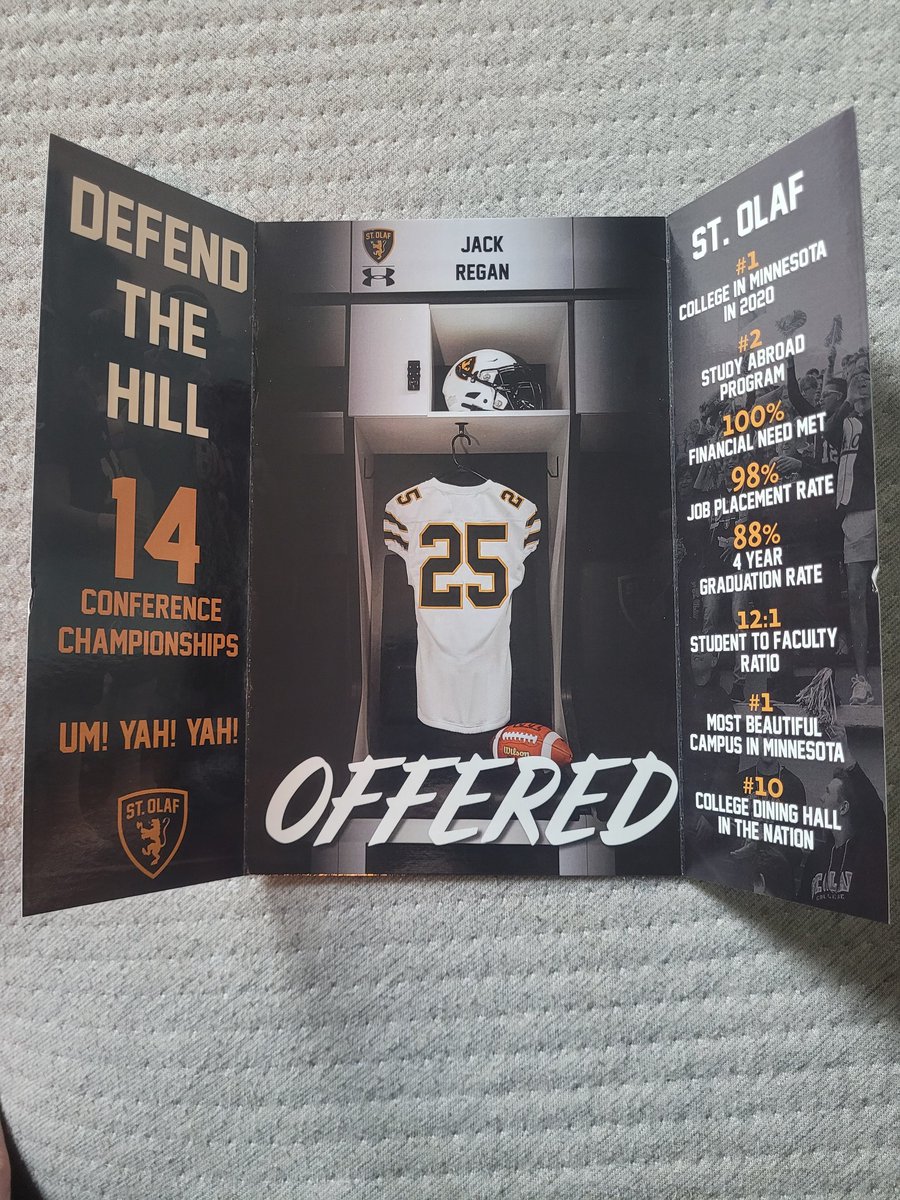 DEFEND
THE
HILL
14
CONFERENCE
CHAMPIONSHIPS
UM! YAH! YAH!
ST. OLAF
ST. OLAF
JACK
REGAN
25
25
25
Wilson
OFFERED
ST. OLAF
#1
COLLEGE IN MINNESOTA
IN 2020
#2
STUDY ABROAD
PROGRAM
100%
FINANCIAL NEED MET
98%
JOB PLACEMENT RATE
88%
4 YEAR
GRADUATION RATE
12:1
STUDENT TO FACULTY
RATIO
#1
MOST BEAUTIFUL
CAMPUS IN MINNESOTA
#10
COLLEGE DINING HALL
IN THE NATION